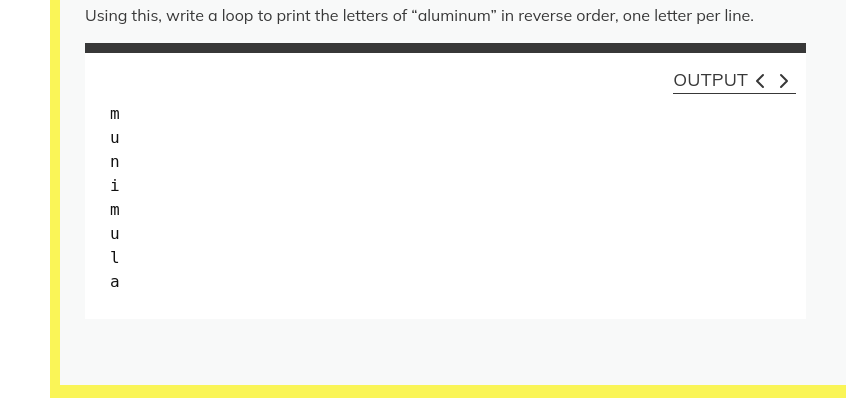 Using this, write a loop to print the letters of “aluminum” in reverse order, one letter per line.
OUTPUT
m
u
n
i
m
u
l
a